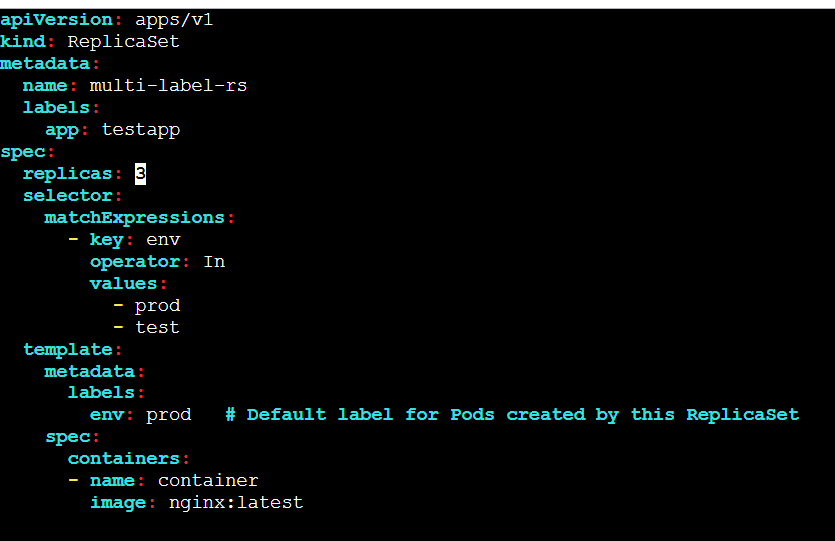 apiVersion: apps/v1
kind: ReplicaSet
metadata:
  name: multi-label-rs
  labels:
    app: testapp
spec:
  replicas: 3
  selector:
    matchExpressions:
      - key: env
        operator: In
        values:
          - prod
          - test
  template:
    metadata:
      labels:
        env: prod   # Default label for Pods created by this ReplicaSet
    spec:
      containers:
      - name: container
        image: nginx:latest